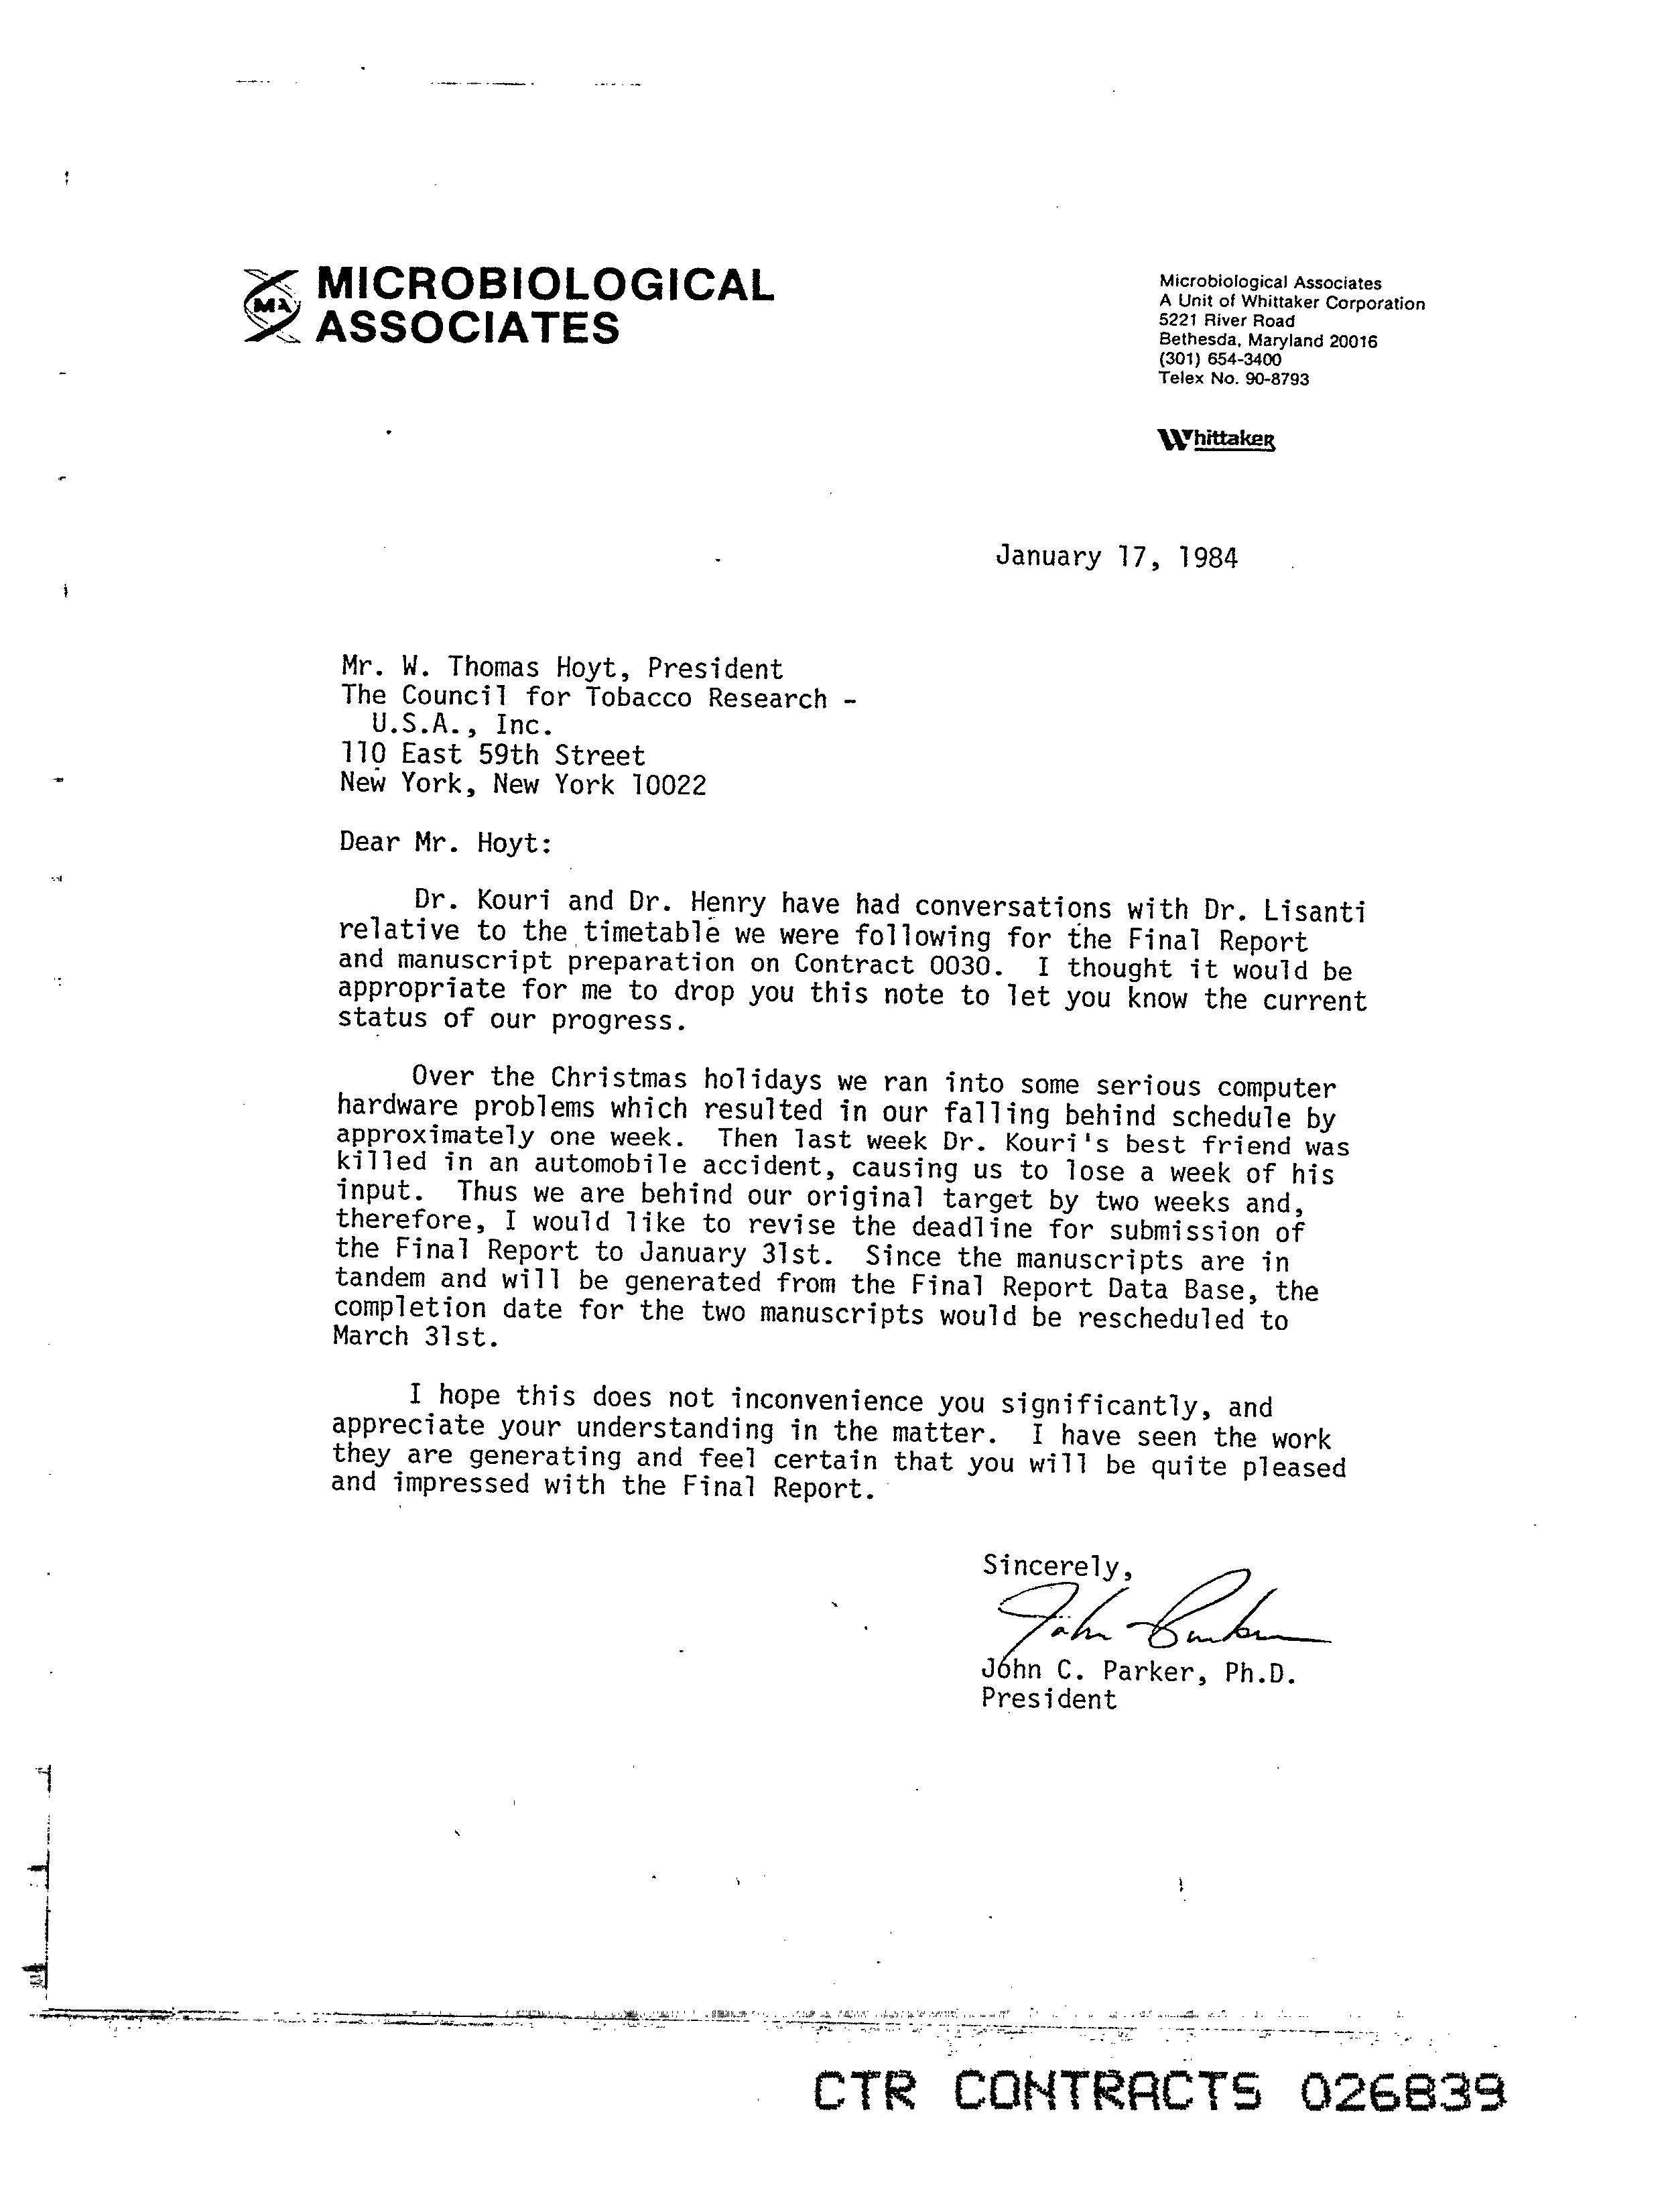 MICROBIOLOGICAL
ASSOCIATES
MA
Microbiological Associates
A Unit of Whittaker Corporation
5221 River Road
Bethesda, Maryland 20016
(301) 654-3400
Telex No. 90-8793
Whittaker
January 17, 1984
Mr. W. Thomas Hoyt, President
The Council for Tobacco Research -
U.S.A., Inc.
110 East 59th Street
New York, New York 10022
Dear Mr. Hoyt:
Dr. Kouri and Dr. Henry have had conversations with Dr. Lisanti
relative to the timetable we were following for the Final Report
and manuscript preparation on Contract 0030. I thought it would be
appropriate for me to drop you this note to let you know the current
status of our progress.
Over the Christmas holidays we ran into some serious computer
hardware problems which resulted in our falling behind schedule by
approximately one week. Then last week Dr. Kouri's best friend was
killed in an automobile accident, causing us to lose a week of his
input. Thus we are behind our original target by two weeks and,
therefore, I would like to revise the deadline for submission of
the Final Report to January 31st. Since the manuscripts are in
tandem and will be generated from the Final Report Data Base, the
completion date for the two manuscripts would be rescheduled to
March 31st.
I hope this does not inconvenience you significantly, and
appreciate your understanding in the matter. I have seen the work
they are generating and feel certain that you will be quite pleased
and impressed with the Final Report.
Sincerely,
John Parker
John C. Parker, Ph.D.
President
CTR CONTRACTS 026839